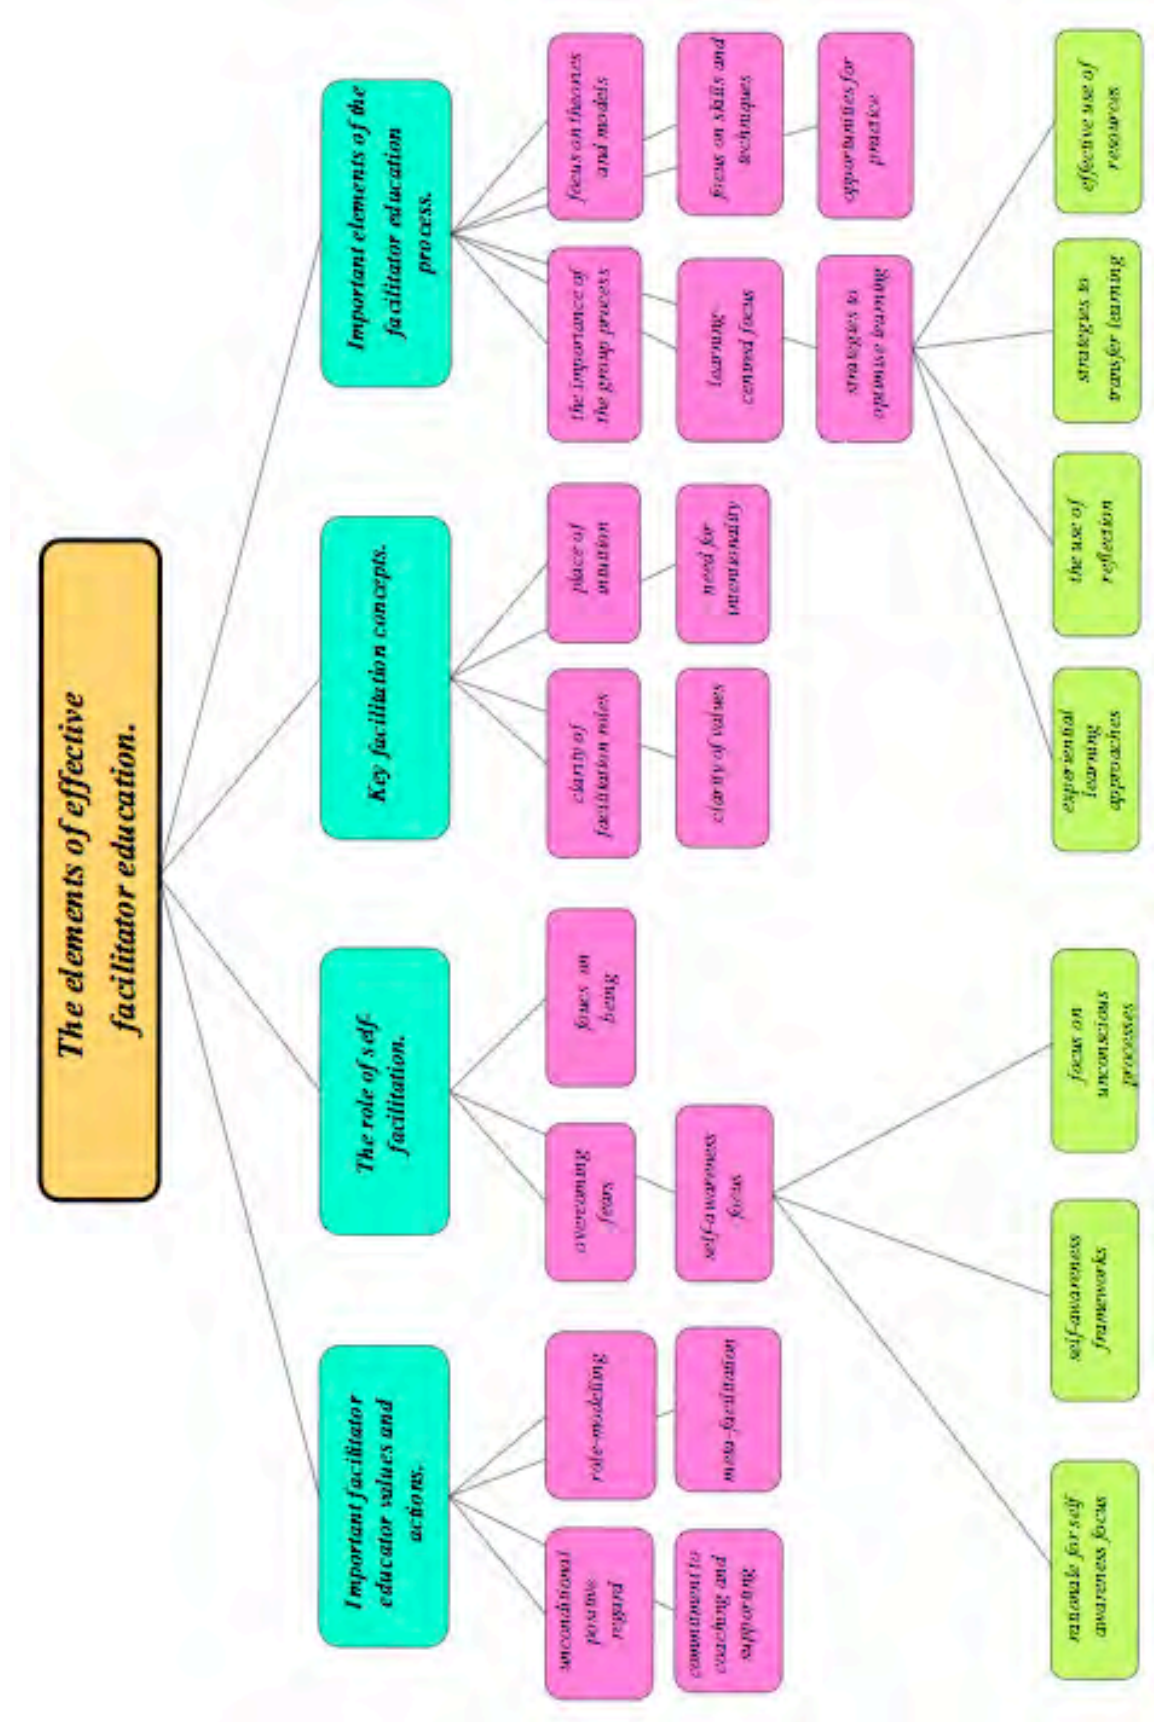 The elements of effective
facilitator education.
Important facilitator
educator values and
actions.
The role of self-
facilitation.
Key facilitation concepts.
Important elements of the
facilitator education
process.
unconditional
positive
regard
role-modelling
commitment to
coaching and
supporting
meta-facilitation
overcoming
fears
focus on
being
self-awareness
focus
clarity of
facilitation roles
place of
intuition
clarity of values
need for
intentionality
the importance of
the group process
focus on theories
and models
learning-
centred focus
focus on skills and
techniques
strategies to
optimise learning
opportunities for
practice
rationale for self
awareness focus
self-awareness
frameworks
focus on
unconscious
processes
experiential
learning
approaches
the use of
reflection
strategies to
transfer learning
effective use of
resources